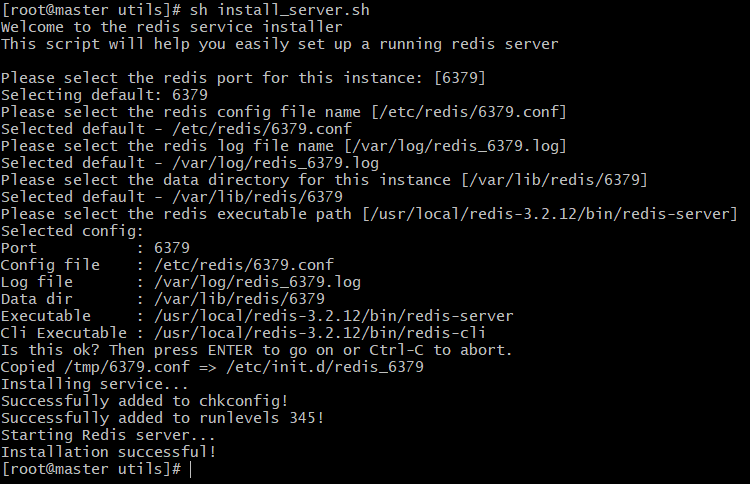 [root@master utils]# sh install_server.sh
Welcome to the redis service installer
This script will help you easily set up a running redis server
Please select the redis port for this instance: [6379]
Selecting default: 6379
Please select the redis config file name [/etc/redis/6379.conf]
Selected default - /etc/redis/6379.conf
Please select the redis log file name [/var/log/redis_6379.log]
Selected default - /var/log/redis_6379.log
Please select the data directory for this instance [/var/lib/redis/6379]
Selected default - /var/lib/redis/6379
Please select the redis executable path [/usr/local/redis-3.2.12/bin/redis-server]
Selected config:
Port           : 6379
Config file    : /etc/redis/6379.conf
Log file       : /var/log/redis_6379.log
Data dir       : /var/lib/redis/6379
Executable     : /usr/local/redis-3.2.12/bin/redis-server
Cli Executable : /usr/local/redis-3.2.12/bin/redis-cli
Is this ok? Then press ENTER to go on or Ctrl-C to abort.
Copied /tmp/6379.conf => /etc/init.d/redis_6379
Installing service...
Successfully added to chkconfig!
Successfully added to runlevels 345!
Starting Redis server...
Installation successful!
[root@master utils]#